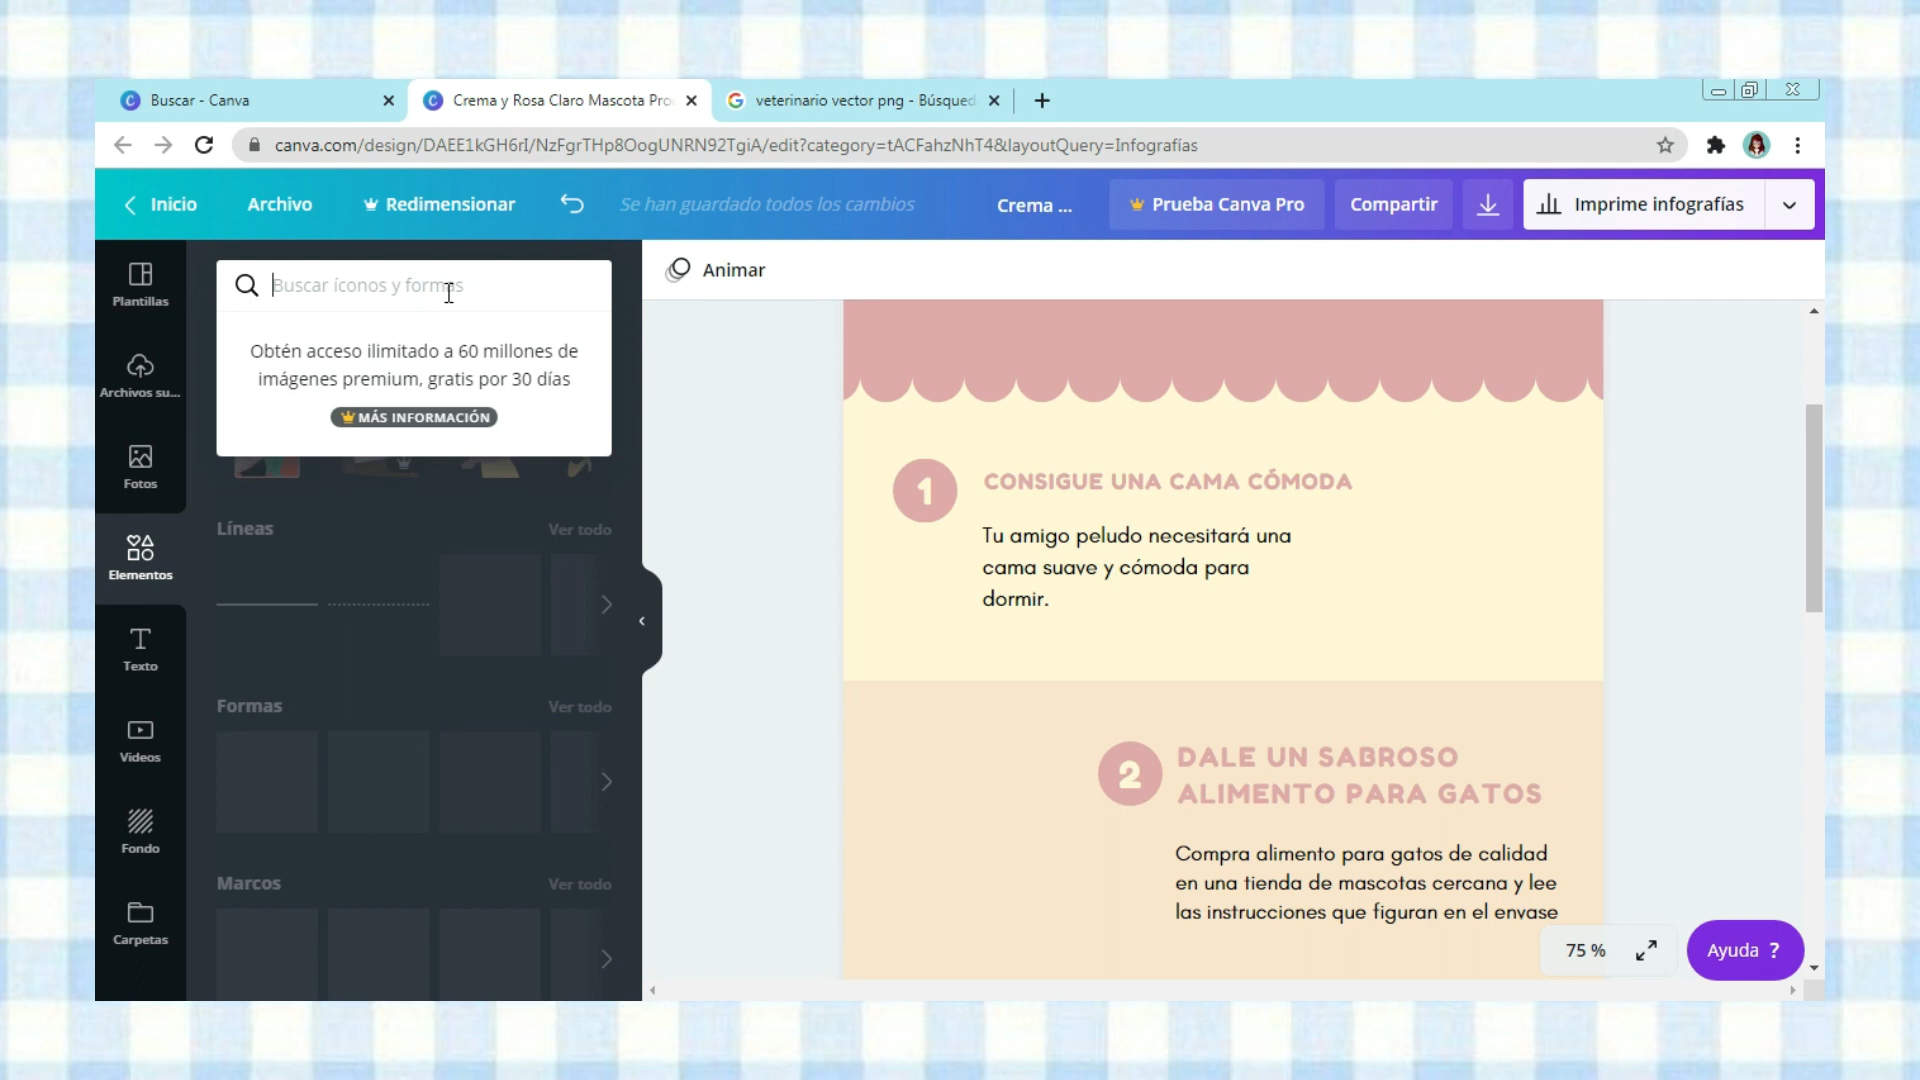 Buscar - Canva
Crema y Rosa Claro Mascota Pro
veterinario vector png - Búsqued
canva.com/design/DAEE1kGH6rI/NzFgrTHp8OogUNRN92TgiA/edit?category=tACFahzNhT4&layoutQuery=Infografías
Inicio
Archivo
Redimensionar
Se han guardado todos los cambios
Crema ...
Prueba Canva Pro
Compartir
Imprime infografías
Plantillas
Archivos su...
Fotos
Elementos
Texto
Videos
Fondo
Carpetas
Buscar íconos y formas
Obtén acceso ilimitado a 60 millones de
imágenes premium, gratis por 30 días
MÁS INFORMACIÓN
Líneas
Ver todo
Formas
Ver todo
Marcos
Ver todo
Animar
1
CONSIGUE UNA CAMA CÓMODA
Tu amigo peludo necesitará una
cama suave y cómoda para
dormir.
2
DALE UN SABROSO
ALIMENTO PARA GATOS
Compra alimento para gatos de calidad
en una tienda de mascotas cercana y lee
las instrucciones que figuran en el envase
75 %
Ayuda ?